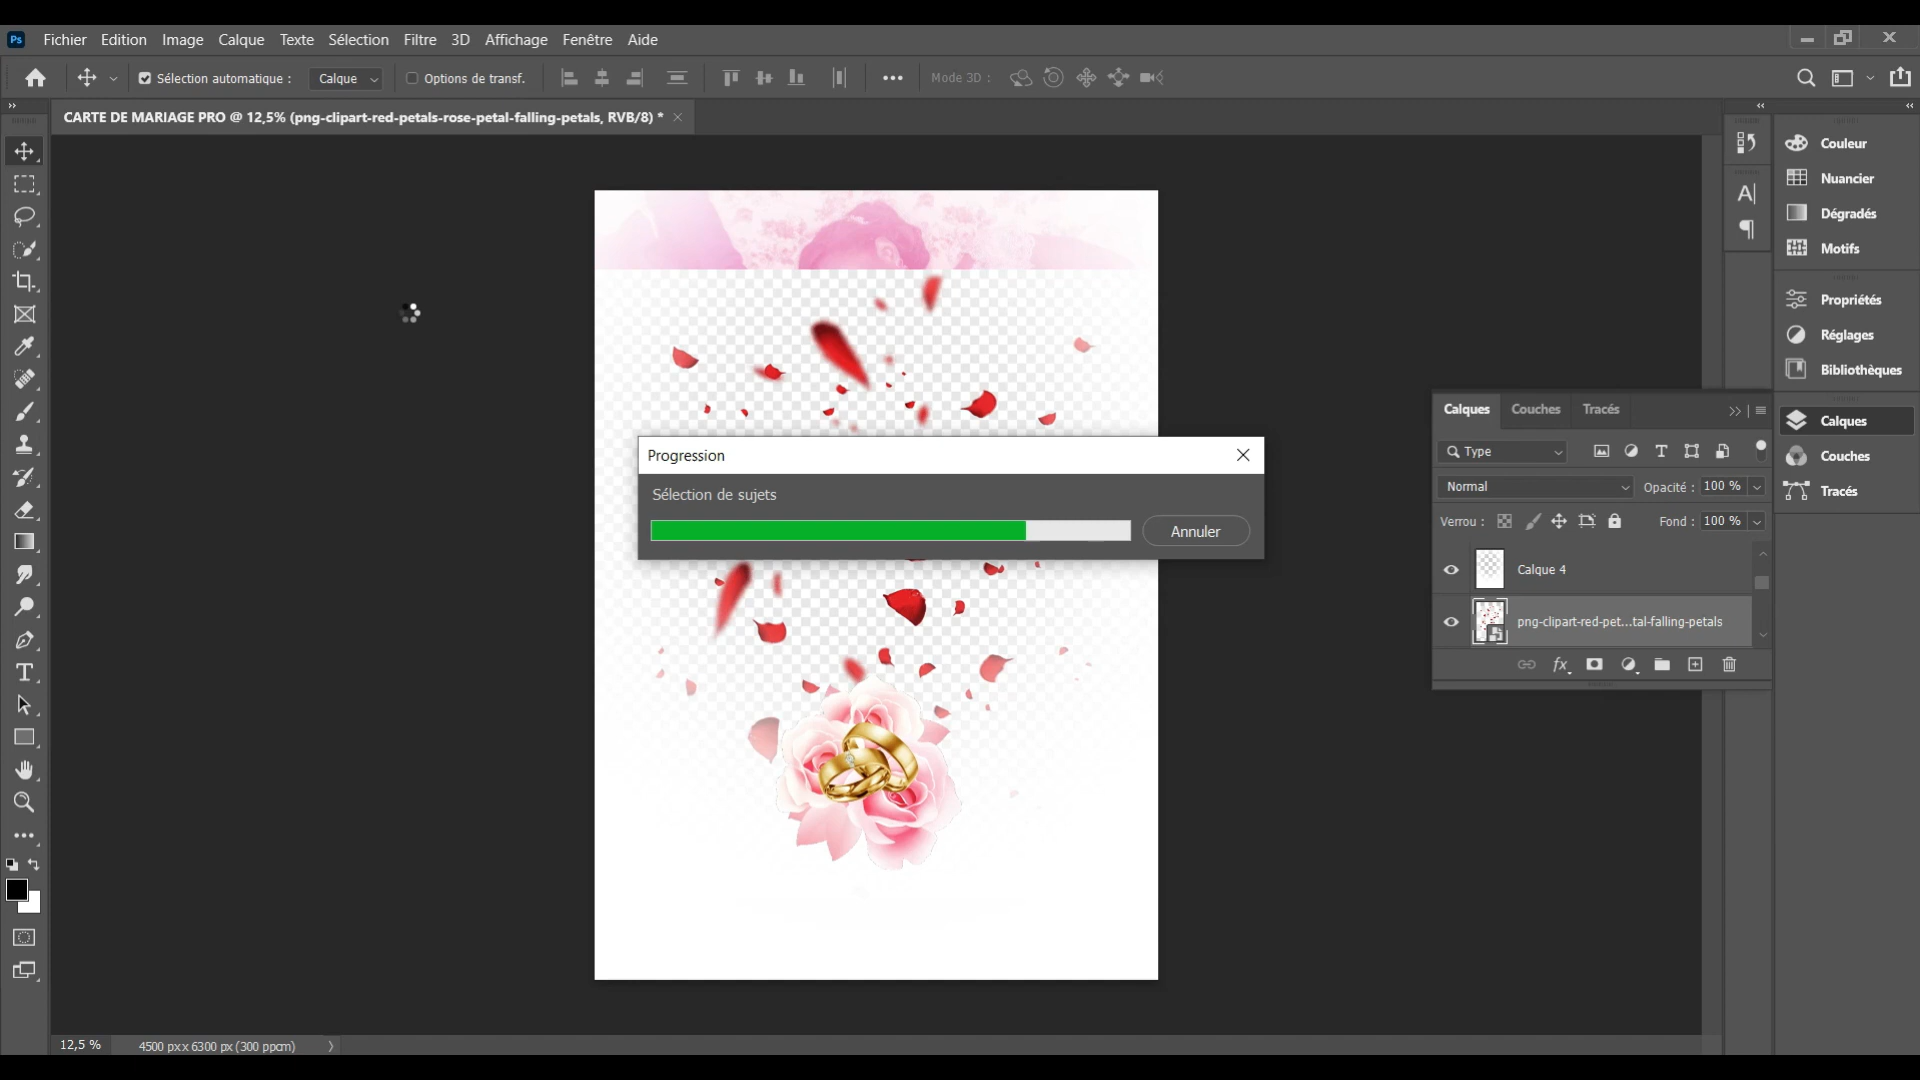 Ps Fichier Edition Image Calque Texte Sélection Filtre 3D Affichage Fenêtre Aide
Sélection automatique : Calque Options de transf. Mode 3D :
CARTE DE MARIAGE PRO @ 12,5% (png-clipart-red-petals-rose-petal-falling-petals, RVB/8) *
Couleur
Nuancier
Dégradés
Motifs
Propriétés
Réglages
Bibliothèques
Calques
Couches
Tracés
Progression
Sélection de sujets
Annuler
Calques Couches Tracés
Type
Normal Opacité : 100 %
Verrou : Fond : 100 %
Calque 4
png-clipart-red-pet...tal-falling-petals
fx
12,5 % 4500 px x 6300 px (300 ppcm)